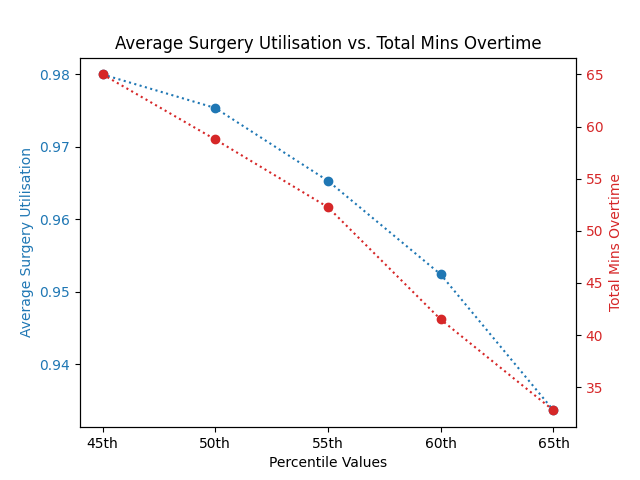 Average Surgery Utilisation vs. Total Mins Overtime
0.98
0.97
0.96
0.95
0.94
Average Surgery Utilisation
65
60
55
50
45
40
35
Total Mins Overtime
45th 50th 55th 60th 65th
Percentile Values